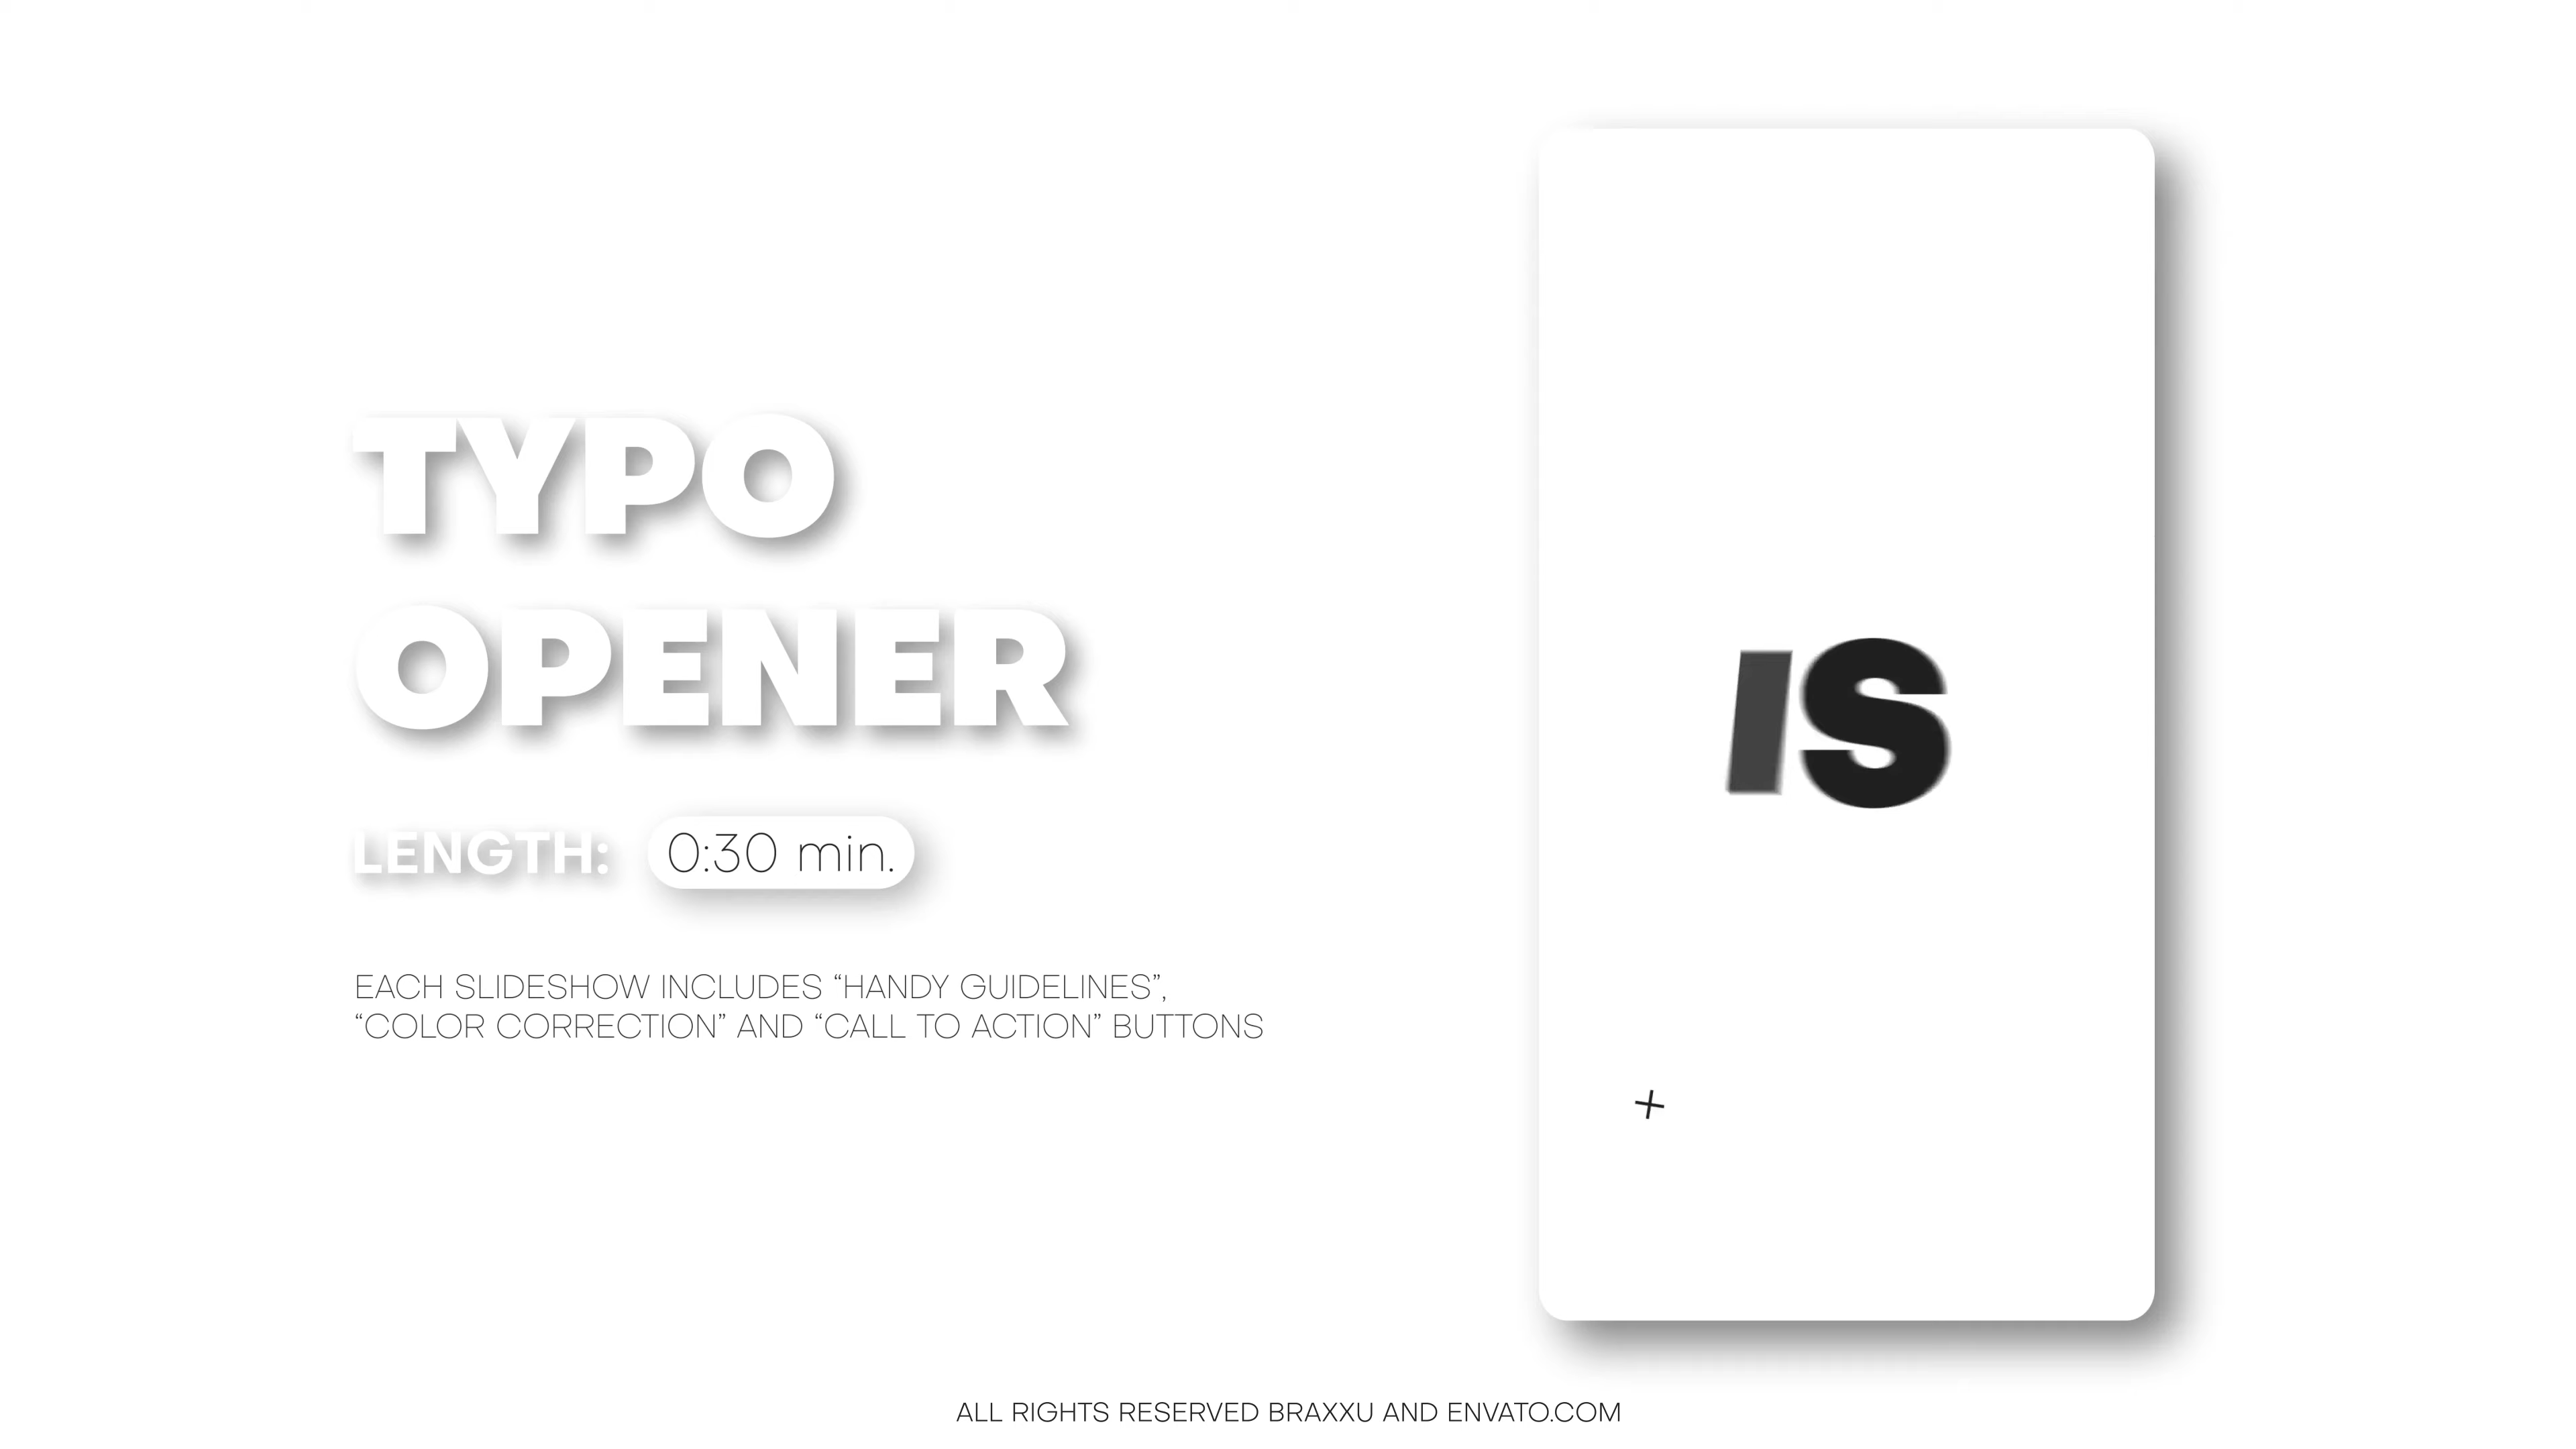 TYPO
OPENER
LENGTH: 0:30 min.
EACH SLIDESHOW INCLUDES “HANDY GUIDELINES”,
“COLOR CORRECTION” AND “CALL TO ACTION” BUTTONS
IS
ALL RIGHTS RESERVED BRAXXU AND ENVATO.COM